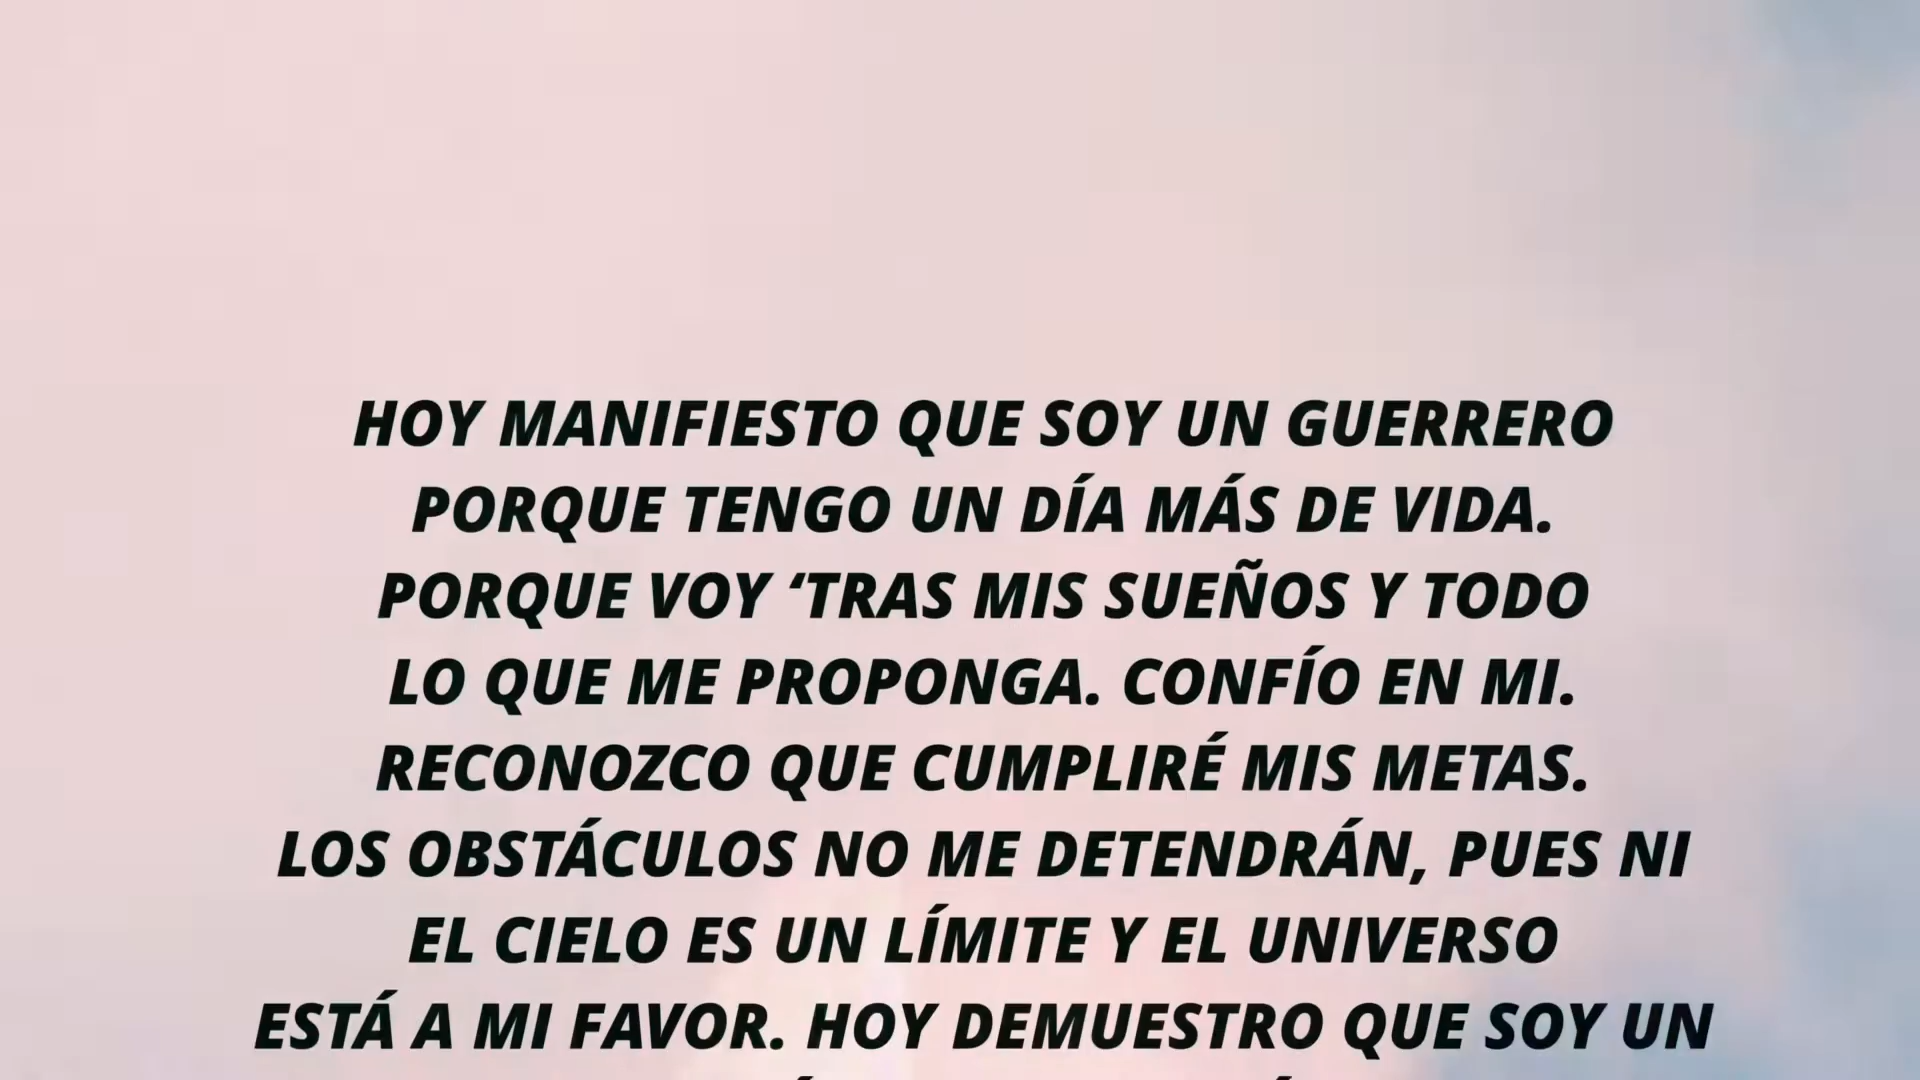 HOY MANIFIESTO QUE SOY UN GUERRERO
PORQUE TENGO UN DÍA MÁS DE VIDA.
PORQUE VOY ‘TRAS MIS SUEÑOS Y TODO
LO QUE ME PROPONGA. CONFÍO EN MI.
RECONOZCO QUE CUMPLIRÉ MIS METAS.
LOS OBSTÁCULOS NO ME DETENDRÁN, PUES NI
EL CIELO ES UN LÍMITE Y EL UNIVERSO
ESTÁ A MI FAVOR. HOY DEMUESTRO QUE SOY UN